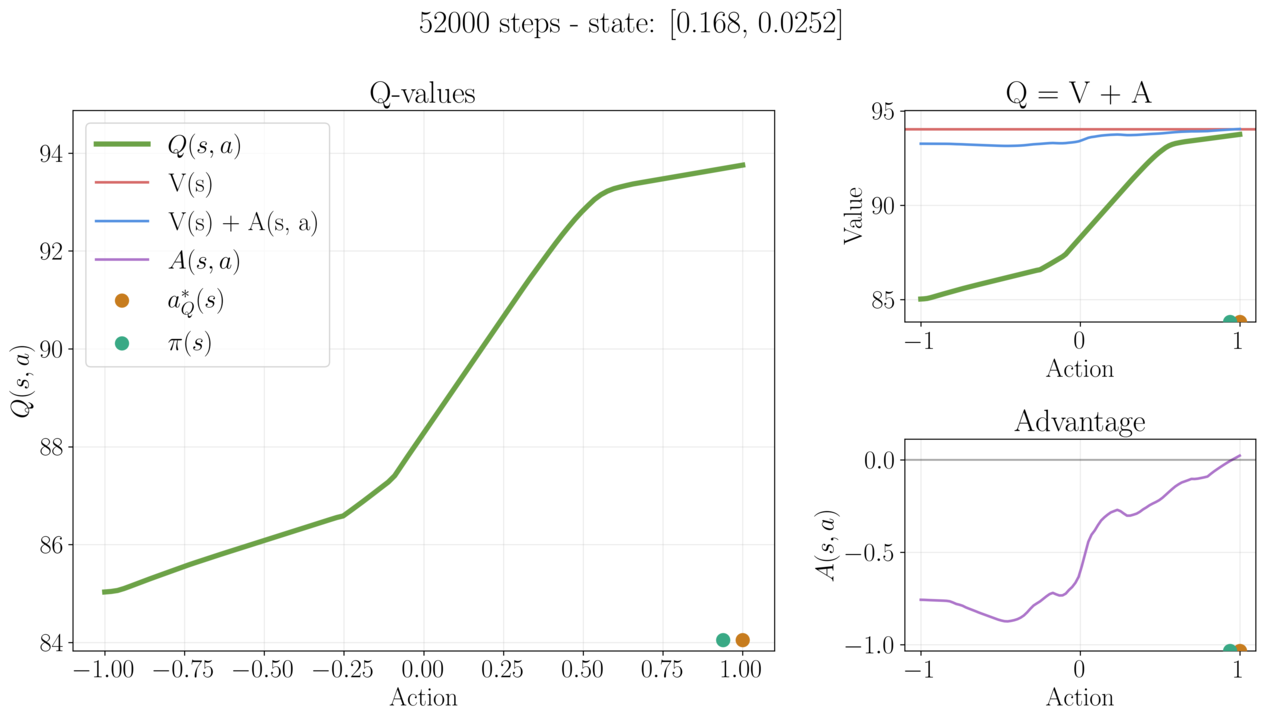 52000 steps - state: [0.168, 0.0252]
Q-values
Q(s, a)
94
92
90
88
86
84
−1.00 −0.75 −0.50 −0.25 0.00 0.25 0.50 0.75 1.00
Action
Q(s, a)
V(s)
V(s) + A(s, a)
A(s, a)
a*Q(s)
π(s)
Q = V + A
Value
95
90
85
−1 0 1
Action
Advantage
A(s, a)
0.0
−0.5
−1.0
−1 0 1
Action